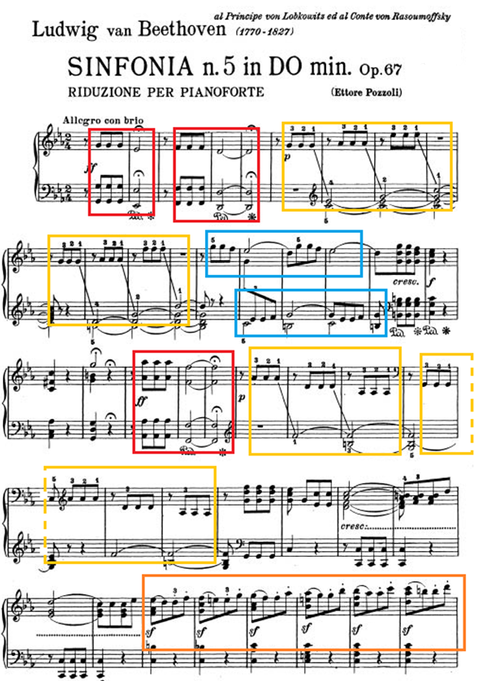 al Principe von Lobkowitz ed al Conte von Rasoumoffsky
Ludwig van Beethoven (1770-1827)
SINFONIA n.5 in DO min. Op.67
RIDUZIONE PER PIANOFORTE (Ettore Pozzoli)
Allegro con brio
ff p
cresc. f
ff p
cresc.
sf sf sf sf sf sf sf